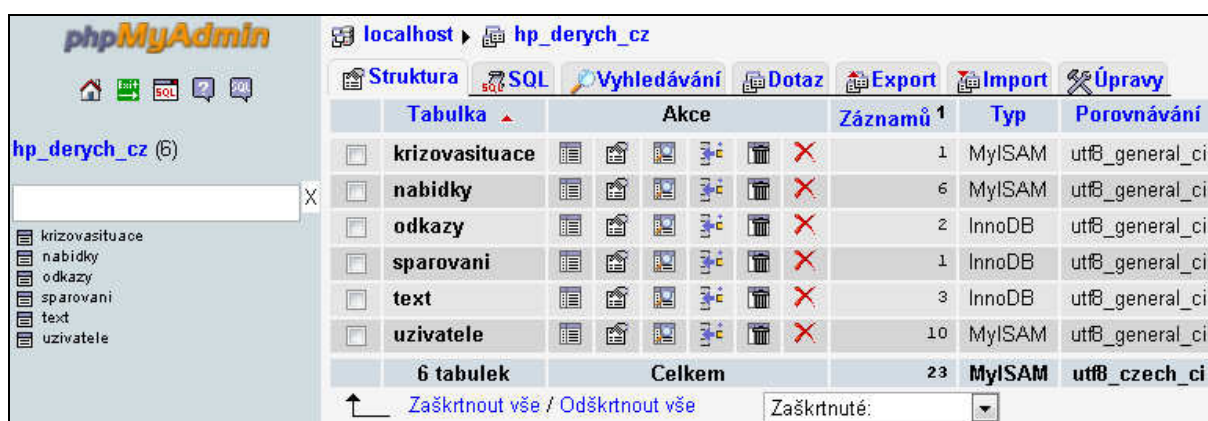 phpMyAdmin
EXIT SQL ? SQL
hp_derych_cz (6)
X
krizovasituace
nabidky
odkazy
sparovani
text
uzivatele
localhost hp_derych_cz
Struktura SQL Vyhledávání Dotaz Export Import Úpravy
Tabulka Akce Záznamů 1 Typ Porovnávání
krizovasituace 1 MyISAM utf8_general_ci
nabidky 6 MyISAM utf8_general_ci
odkazy 2 InnoDB utf8_general_ci
sparovani 1 InnoDB utf8_general_ci
text 3 InnoDB utf8_general_ci
uzivatele 10 MyISAM utf8_general_ci
6 tabulek Celkem 23 MyISAM utf8_czech_ci
Zaškrtnout vše / Odškrtnout vše Zaškrtnuté: